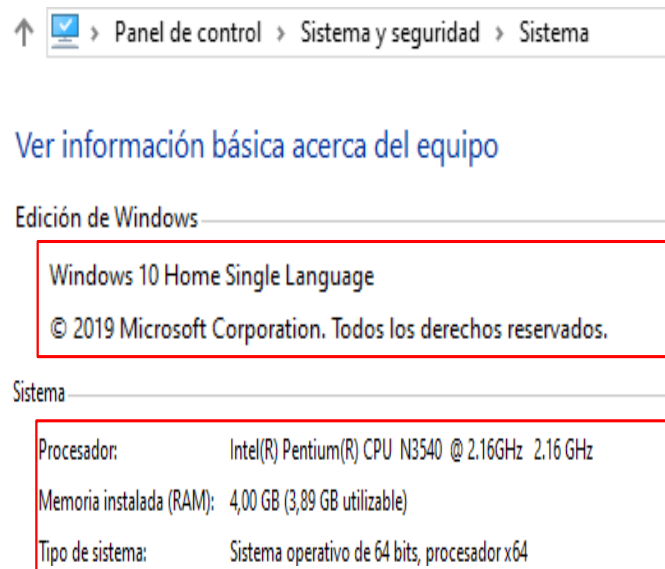 Panel de control > Sistema y seguridad > Sistema
Ver información básica acerca del equipo
Edición de Windows
Windows 10 Home Single Language
© 2019 Microsoft Corporation. Todos los derechos reservados.
Sistema
Procesador: Intel(R) Pentium(R) CPU N3540 @ 2.16GHz 2.16 GHz
Memoria instalada (RAM): 4,00 GB (3,89 GB utilizable)
Tipo de sistema: Sistema operativo de 64 bits, procesador x64